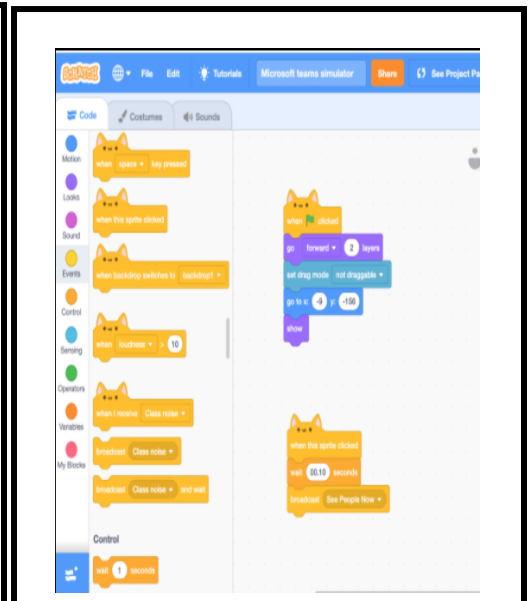 SCRATCH File Edit Tutorials Microsoft teams simulator Share See Project Pa
Code Costumes Sounds
Motion
Looks
Sound
Events
Control
Sensing
Operators
Variables
My Blocks
when space key pressed
when this sprite clicked
when backdrop switches to backdrop1
when loudness > 10
when I receive Class noise
broadcast Class noise
broadcast Class noise and wait
Control
wait 1 seconds
when clicked
go forward 2 layers
set drag mode not draggable
go to x: -9 y: -156
show
when this sprite clicked
wait 00.10 seconds
broadcast See People Now